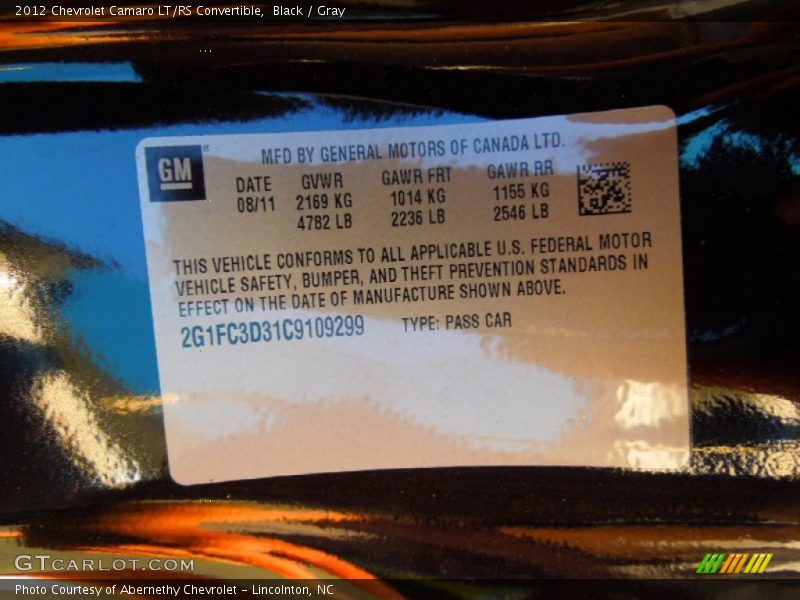 2012 Chevrolet Camaro LT/RS Convertible, Black / Gray
GM
MFD BY GENERAL MOTORS OF CANADA LTD.
DATE GVWR GAWR FRT GAWR RR
08/11 2169 KG 1014 KG 1155 KG
4782 LB 2236 LB 2546 LB
THIS VEHICLE CONFORMS TO ALL APPLICABLE U.S. FEDERAL MOTOR
VEHICLE SAFETY, BUMPER, AND THEFT PREVENTION STANDARDS IN
EFFECT ON THE DATE OF MANUFACTURE SHOWN ABOVE.
2G1FC3D31C9109299 TYPE: PASS CAR
GTCARLOT.COM
Photo Courtesy of Abernethy Chevrolet - Lincolnton, NC